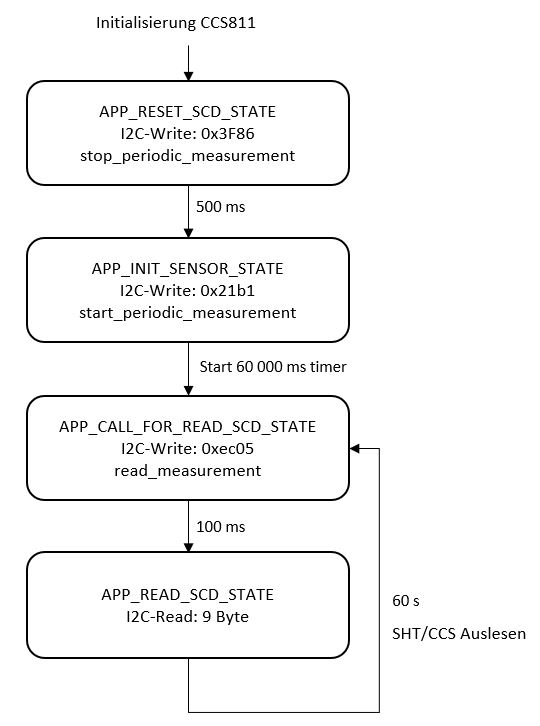 Initialisierung CCS811
APP_RESET_SCD_STATE
I2C-Write: 0x3F86
stop_periodic_measurement
500 ms
APP_INIT_SENSOR_STATE
I2C-Write: 0x21b1
start_periodic_measurement
Start 60 000 ms timer
APP_CALL_FOR_READ_SCD_STATE
I2C-Write: 0xec05
read_measurement
100 ms
APP_READ_SCD_STATE
I2C-Read: 9 Byte
60 s
SHT/CCS Auslesen